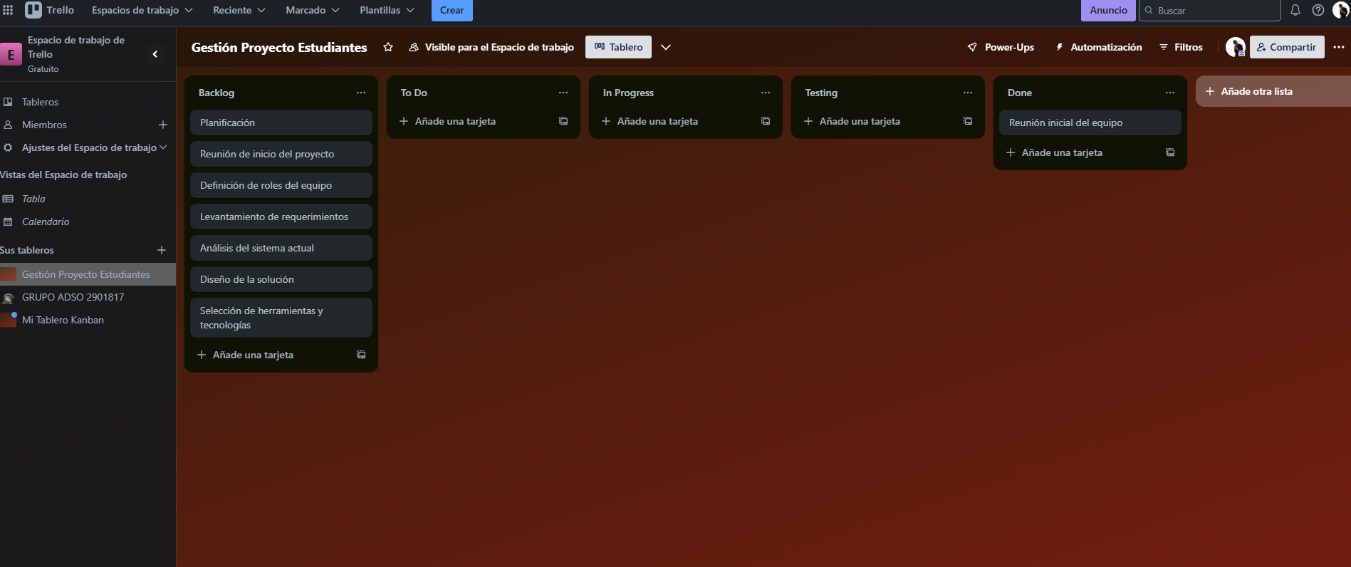 Trello
Espacios de trabajo
Reciente
Marcado
Plantillas
Crear
Anuncio
Buscar
E
Espacio de trabajo de
Trello
Gratuito
Gestión Proyecto Estudiantes
Visible para el Espacio de trabajo
Tablero
Power-Ups
Automatización
Filtros
Compartir
Tableros
Miembros
Ajustes del Espacio de trabajo
Vistas del Espacio de trabajo
Tabla
Calendario
Sus tableros
Gestión Proyecto Estudiantes
GRUPO ADSO 2901817
Mi Tablero Kanban
Backlog
Planificación
Reunión de inicio del proyecto
Definición de roles del equipo
Levantamiento de requerimientos
Análisis del sistema actual
Diseño de la solución
Selección de herramientas y
tecnologías
Añade una tarjeta
To Do
Añade una tarjeta
In Progress
Añade una tarjeta
Testing
Añade una tarjeta
Done
Reunión inicial del equipo
Añade una tarjeta
Añade otra lista